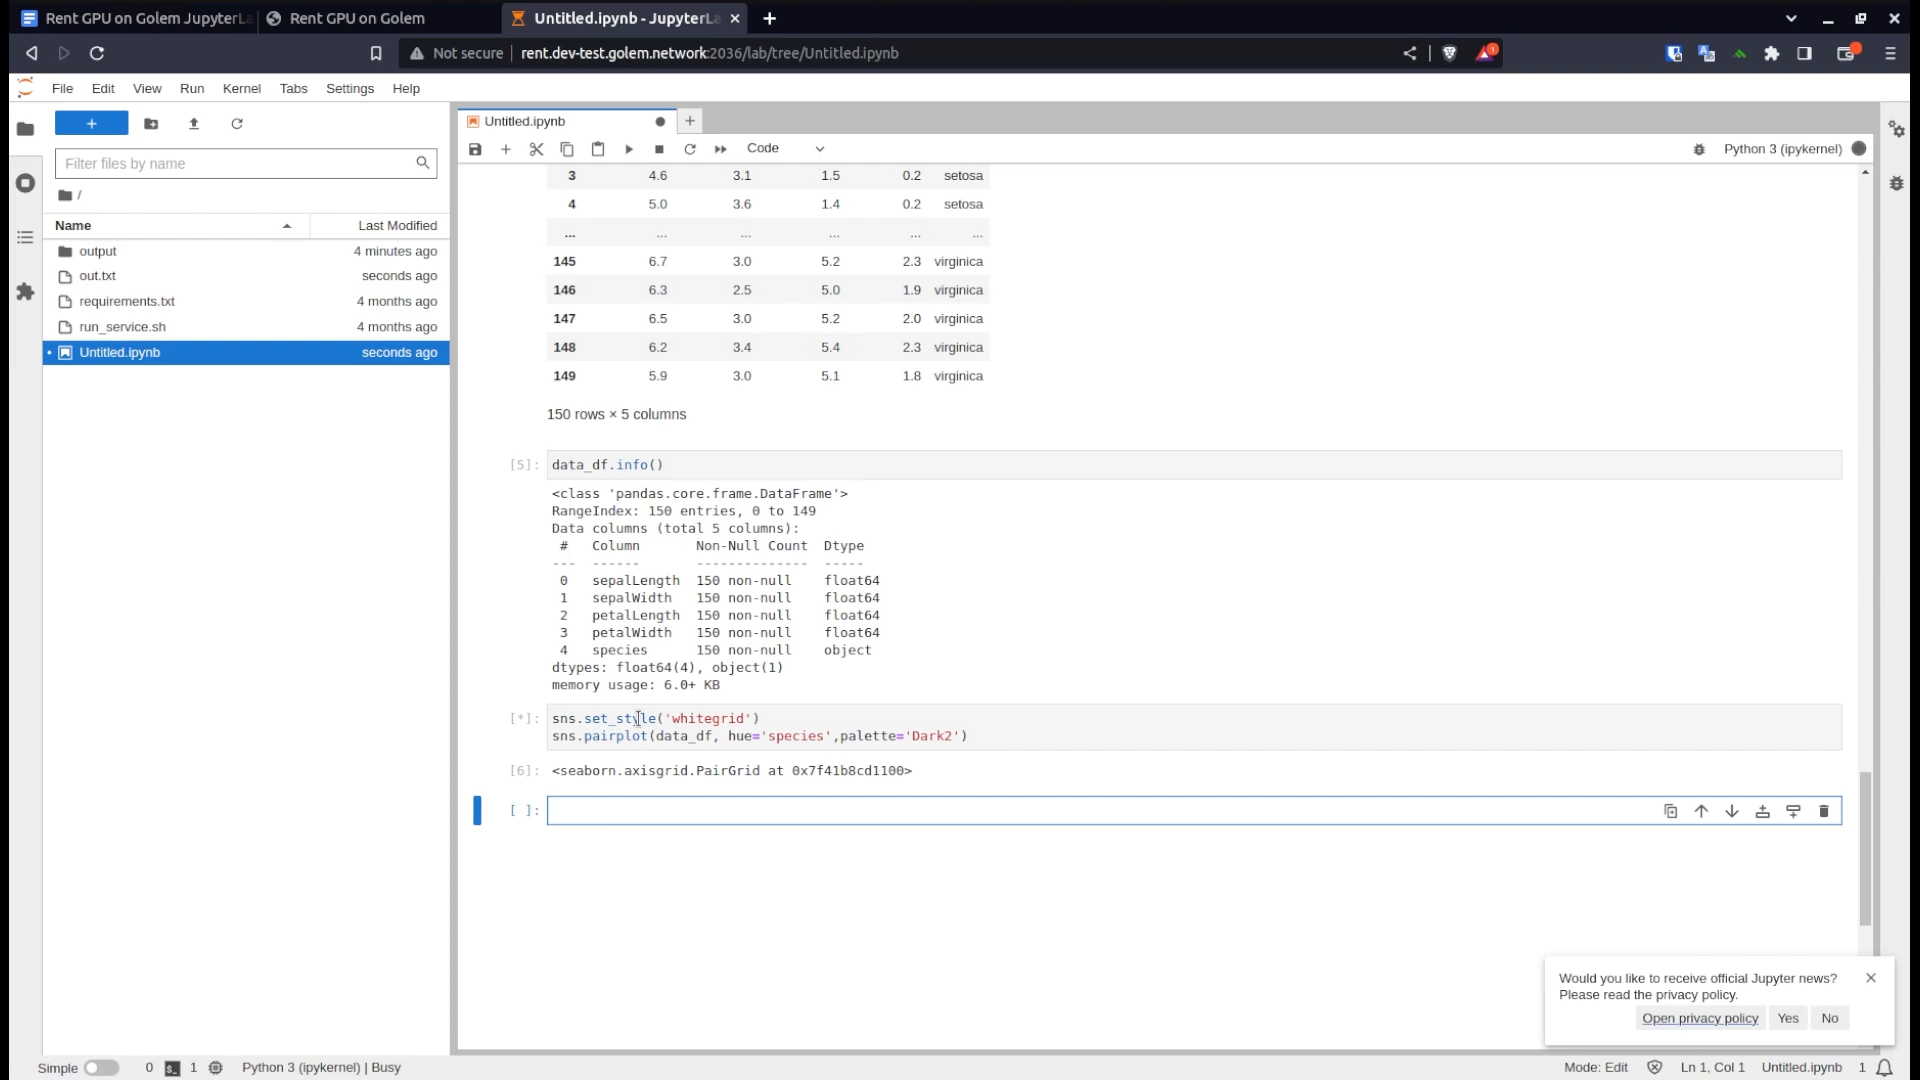 Rent GPU on Golem JupyterLa
Rent GPU on Golem
Untitled.ipynb - JupyterLa
Not secure
rent.dev-test.golem.network:2036/lab/tree/Untitled.ipynb
1
File Edit View Run Kernel Tabs Settings Help
Untitled.ipynb
Code
Python 3 (ipykernel)
Filter files by name
/
Name Last Modified
output 4 minutes ago
out.txt seconds ago
requirements.txt 4 months ago
run_service.sh 4 months ago
Untitled.ipynb seconds ago
3 4.6 3.1 1.5 0.2 setosa
4 5.0 3.6 1.4 0.2 setosa
... ... ... ... ... ...
145 6.7 3.0 5.2 2.3 virginica
146 6.3 2.5 5.0 1.9 virginica
147 6.5 3.0 5.2 2.0 virginica
148 6.2 3.4 5.4 2.3 virginica
149 5.9 3.0 5.1 1.8 virginica
150 rows × 5 columns
[5]: data_df.info()
<class 'pandas.core.frame.DataFrame'>
RangeIndex: 150 entries, 0 to 149
Data columns (total 5 columns):
# Column Non-Null Count Dtype
--- ------ -------------- -----
0 sepalLength 150 non-null float64
1 sepalWidth 150 non-null float64
2 petalLength 150 non-null float64
3 petalWidth 150 non-null float64
4 species 150 non-null object
dtypes: float64(4), object(1)
memory usage: 6.0+ KB
[*]: sns.set_style('whitegrid')
sns.pairplot(data_df, hue='species',palette='Dark2')
[6]: <seaborn.axisgrid.PairGrid at 0x7f41b8cd1100>
[ ]:
Would you like to receive official Jupyter news?
Please read the privacy policy.
Open privacy policy Yes No
Simple 0 1 Python 3 (ipykernel) | Busy
Mode: Edit Ln 1, Col 1 Untitled.ipynb 1